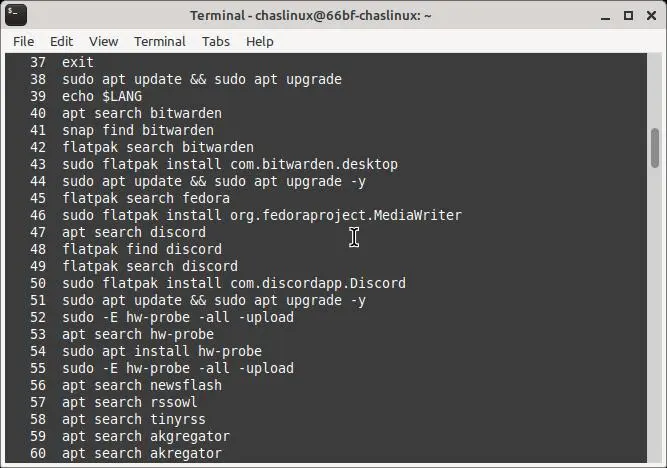 Terminal - chaslinux@66bf-chaslinux: ~
File Edit View Terminal Tabs Help
37 exit
38 sudo apt update && sudo apt upgrade
39 echo $LANG
40 apt search bitwarden
41 snap find bitwarden
42 flatpak search bitwarden
43 sudo flatpak install com.bitwarden.desktop
44 sudo apt update && sudo apt upgrade -y
45 flatpak search fedora
46 sudo flatpak install org.fedoraproject.MediaWriter
47 apt search discord
48 flatpak find discord
49 flatpak search discord
50 sudo flatpak install com.discordapp.Discord
51 sudo apt update && sudo apt upgrade -y
52 sudo -E hw-probe -all -upload
53 apt search hw-probe
54 sudo apt install hw-probe
55 sudo -E hw-probe -all -upload
56 apt search newsflash
57 apt search rssowl
58 apt search tinyrss
59 apt search akgregator
60 apt search akregator